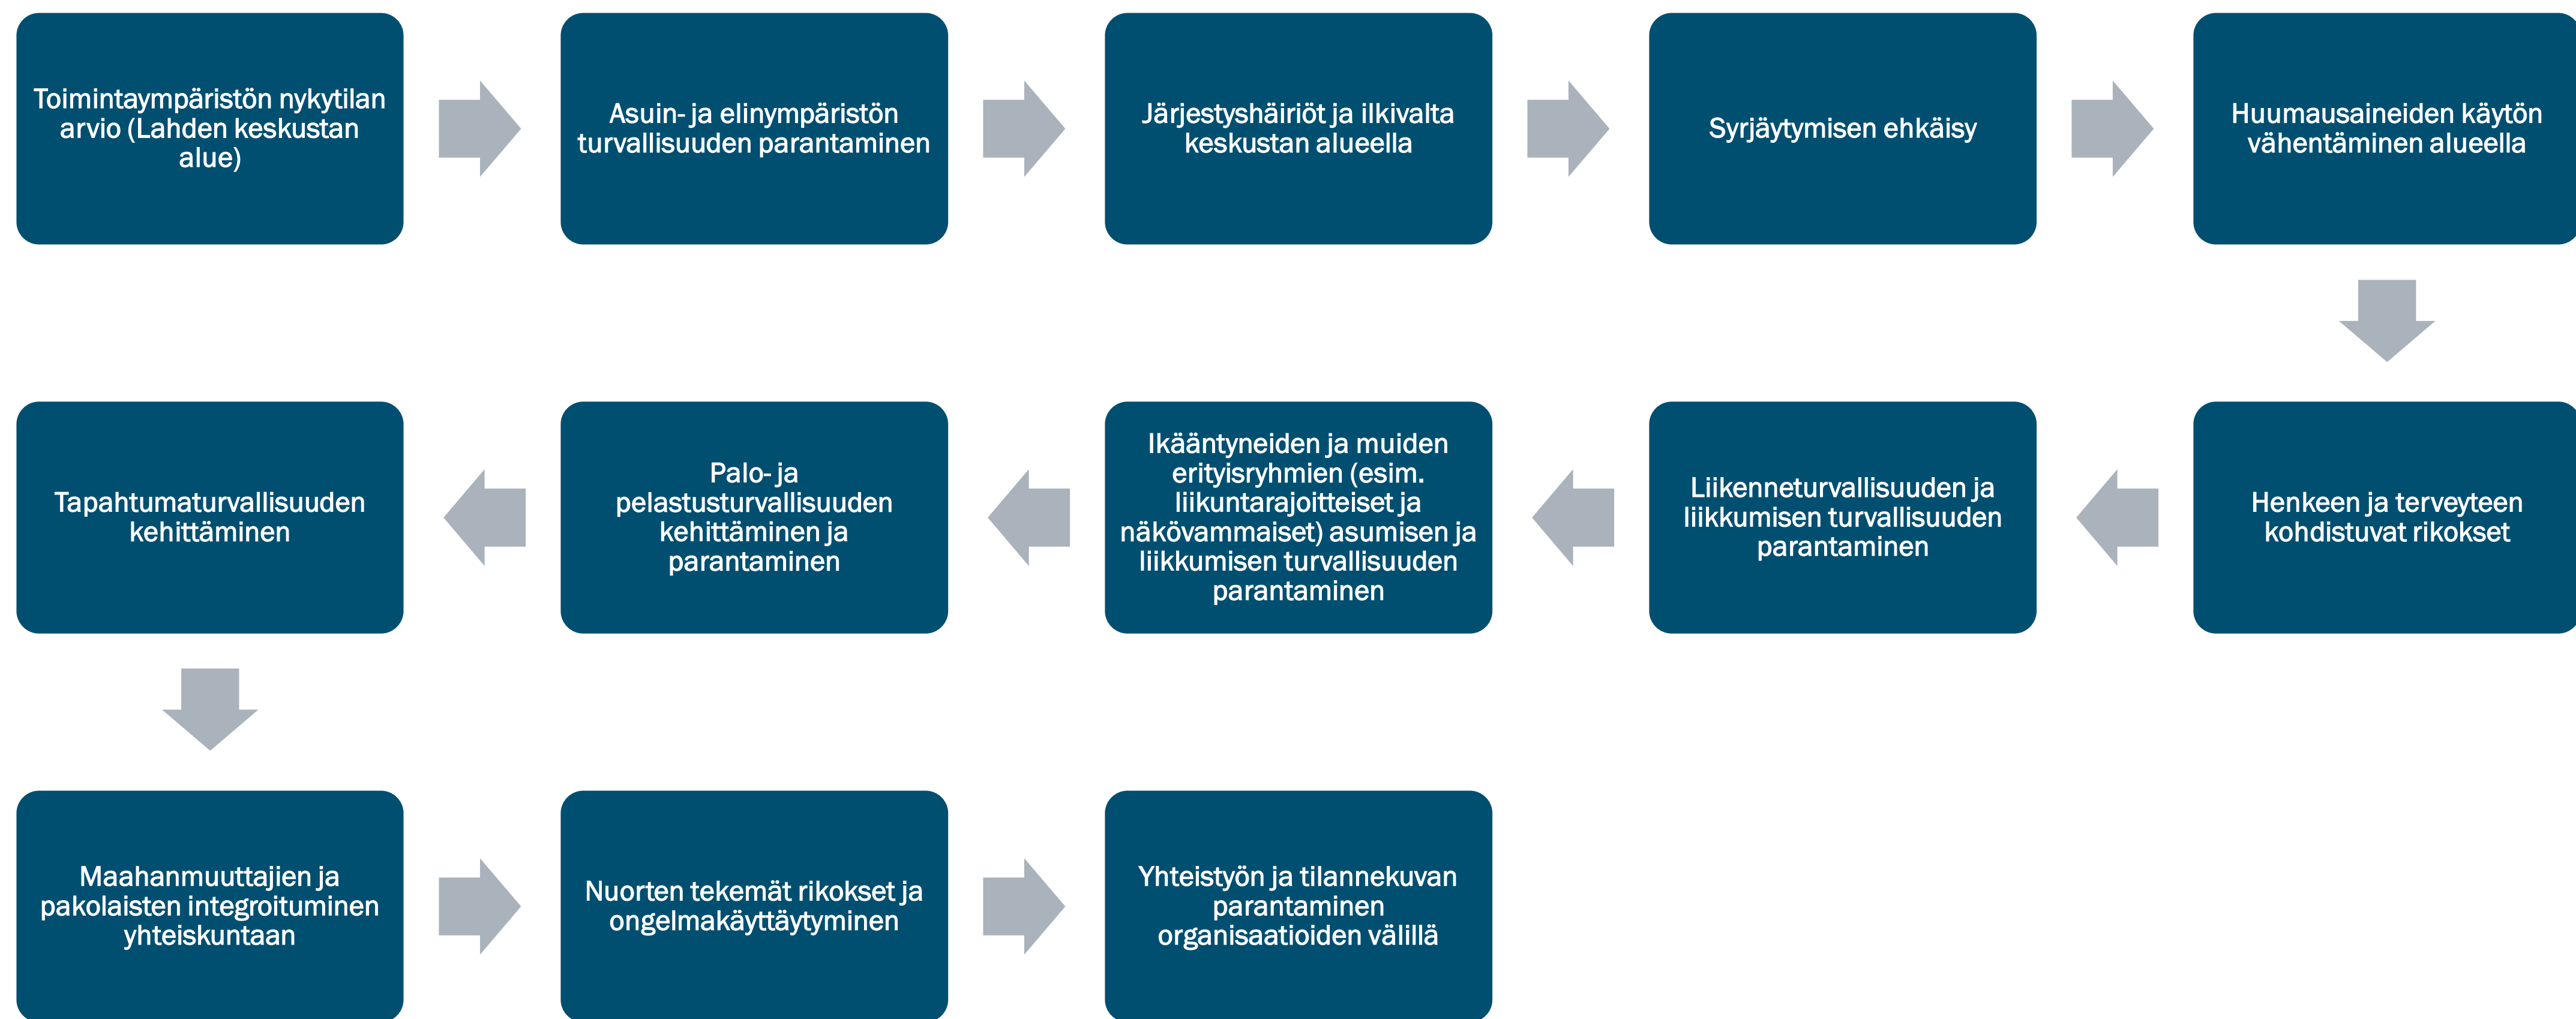 Toimintaympäristön nykytilan
arvio (Lahden keskustan
alue)
Asuin- ja elinympäristön
turvallisuuden parantaminen
Järjestyshäiriöt ja ilkivalta
keskustan alueella
Syrjäytymisen ehkäisy
Huumausaineiden käytön
vähentäminen alueella
Henkeen ja terveyteen
kohdistuvat rikokset
Liikenneturvallisuuden ja
liikkumisen turvallisuuden
parantaminen
Ikääntyneiden ja muiden
erityisryhmien (esim.
liikuntarajoitteiset ja
näkövammaiset) asumisen ja
liikkumisen turvallisuuden
parantaminen
Palo- ja
pelastusturvallisuuden
kehittäminen ja
parantaminen
Tapahtumaturvallisuuden
kehittäminen
Maahanmuuttajien ja
pakolaisten integroituminen
yhteiskuntaan
Nuorten tekemät rikokset ja
ongelmakäyttäytyminen
Yhteistyön ja tilannekuvan
parantaminen
organisaatioiden välillä